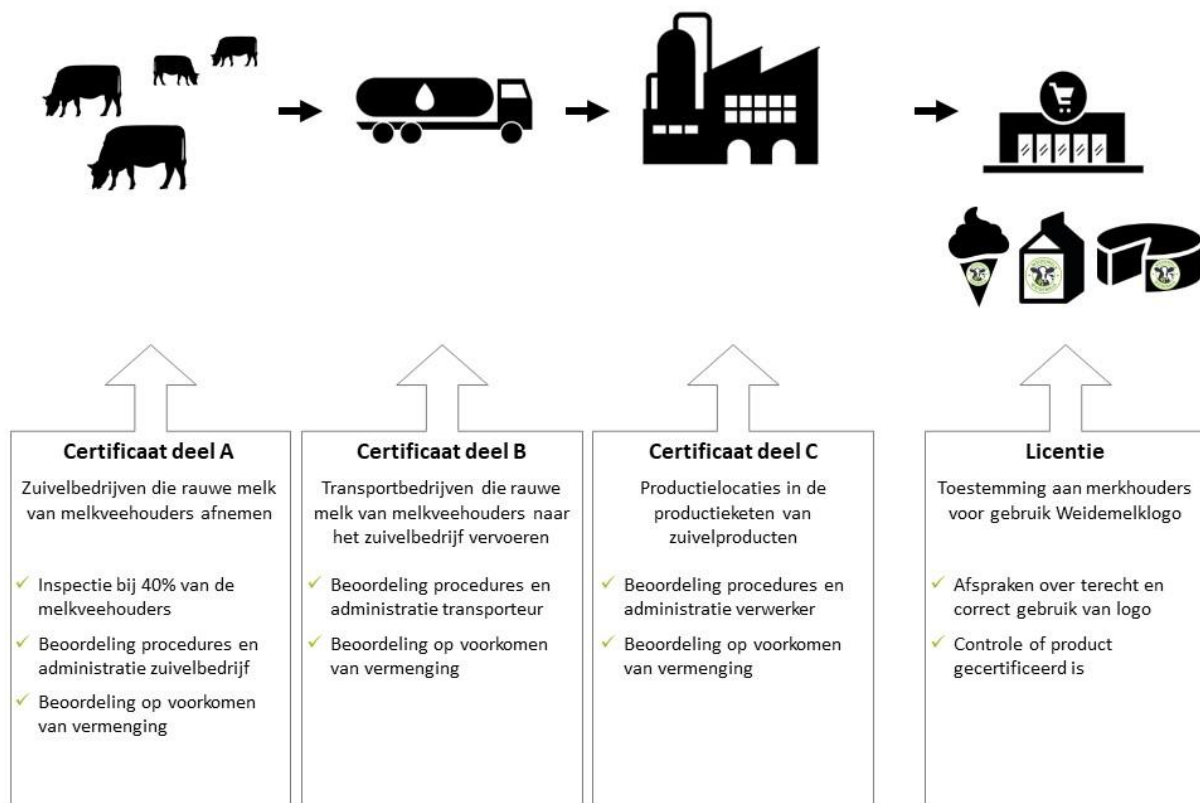 Certificaat deel A
Zuivelbedrijven die rauwe melk
van melkveehouders afnemen
Inspectie bij 40% van de
melkveehouders
Beoordeling procedures en
administratie zuivelbedrijf
Beoordeling op voorkomen
van vermenging
Certificaat deel B
Transportbedrijven die rauwe
melk van melkveehouders naar
het zuivelbedrijf vervoeren
Beoordeling procedures en
administratie transporteur
Beoordeling op voorkomen
van vermenging
Certificaat deel C
Productielocaties in de
productieketen van
zuivelproducten
Beoordeling procedures en
administratie verwerker
Beoordeling op voorkomen
van vermenging
Licentie
Toestemming aan merkhouders
voor gebruik Weidemelklogo
Afspraken over terecht en
correct gebruik van logo
Controle of product
gecertificeerd is